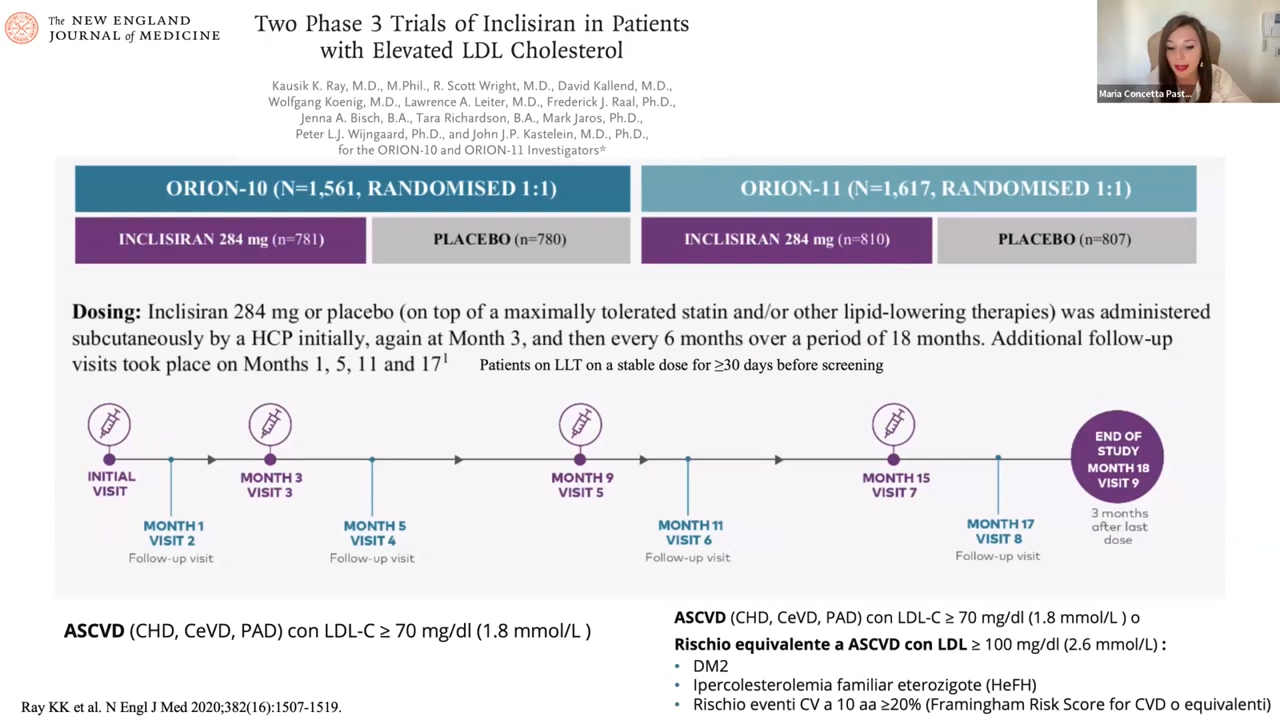 The NEW ENGLAND
JOURNAL of MEDICINE
Two Phase 3 Trials of Inclisiran in Patients
with Elevated LDL Cholesterol
Kausik K. Ray, M.D., M.Phil., R. Scott Wright, M.D., David Kallend, M.D.,
Wolfgang Koenig, M.D., Lawrence A. Leiter, M.D., Frederick J. Raal, Ph.D.,
Jenna A. Bisch, B.A., Tara Richardson, B.A., Mark Jaros, Ph.D.,
Peter L.J. Wijngaard, Ph.D., and John J.P. Kastelein, M.D., Ph.D.,
for the ORION-10 and ORION-11 Investigators*
Maria Concetta Past...
ORION-10 (N=1,561, RANDOMISED 1:1)
ORION-11 (N=1,617, RANDOMISED 1:1)
INCLISIRAN 284 mg (n=781)
PLACEBO (n=780)
INCLISIRAN 284 mg (n=810)
PLACEBO (n=807)
Dosing: Inclisiran 284 mg or placebo (on top of a maximally tolerated statin and/or other lipid-lowering therapies) was administered
subcutaneously by a HCP initially, again at Month 3, and then every 6 months over a period of 18 months. Additional follow-up
visits took place on Months 1, 5, 11 and 17¹
Patients on LLT on a stable dose for ≥30 days before screening
INITIAL
VISIT
MONTH 1
VISIT 2
Follow-up visit
MONTH 3
VISIT 3
MONTH 5
VISIT 4
Follow-up visit
MONTH 9
VISIT 5
MONTH 11
VISIT 6
Follow-up visit
MONTH 15
VISIT 7
MONTH 17
VISIT 8
Follow-up visit
END OF
STUDY
MONTH 18
VISIT 9
3 months
after last
dose
ASCVD (CHD, CeVD, PAD) con LDL-C ≥ 70 mg/dl (1.8 mmol/L )
ASCVD (CHD, CeVD, PAD) con LDL-C ≥ 70 mg/dl (1.8 mmol/L ) o
Rischio equivalente a ASCVD con LDL ≥ 100 mg/dl (2.6 mmol/L) :
• DM2
• Ipercolesterolemia familiar eterozigote (HeFH)
• Rischio eventi CV a 10 aa ≥20% (Framingham Risk Score for CVD o equivalenti)
Ray KK et al. N Engl J Med 2020;382(16):1507-1519.